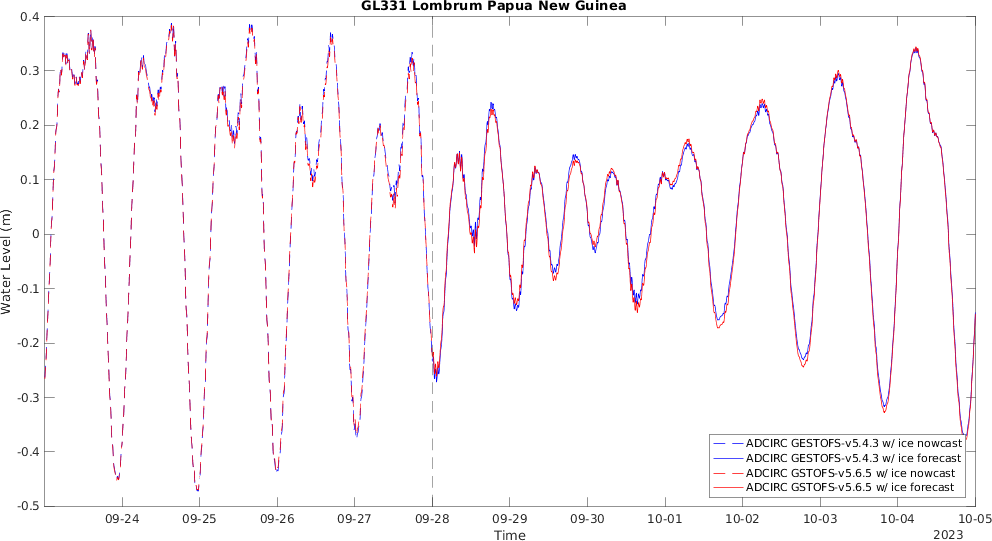 GL331 Lombrum Papua New Guinea
0.4
0.3
0.2
0.1
0
-0.1
-0.2
-0.3
-0.4
-0.5
Water Level (m)
ADCIRC GESTOFS-v5.4.3 w/ ice nowcast
ADCIRC GESTOFS-v5.4.3 w/ ice forecast
ADCIRC GSTOFS-v5.6.5 w/ ice nowcast
ADCIRC GSTOFS-v5.6.5 w/ ice forecast
09-24 09-25 09-26 09-27 09-28 09-29 09-30 10-01 10-02 10-03 10-04 10-05
Time
2023